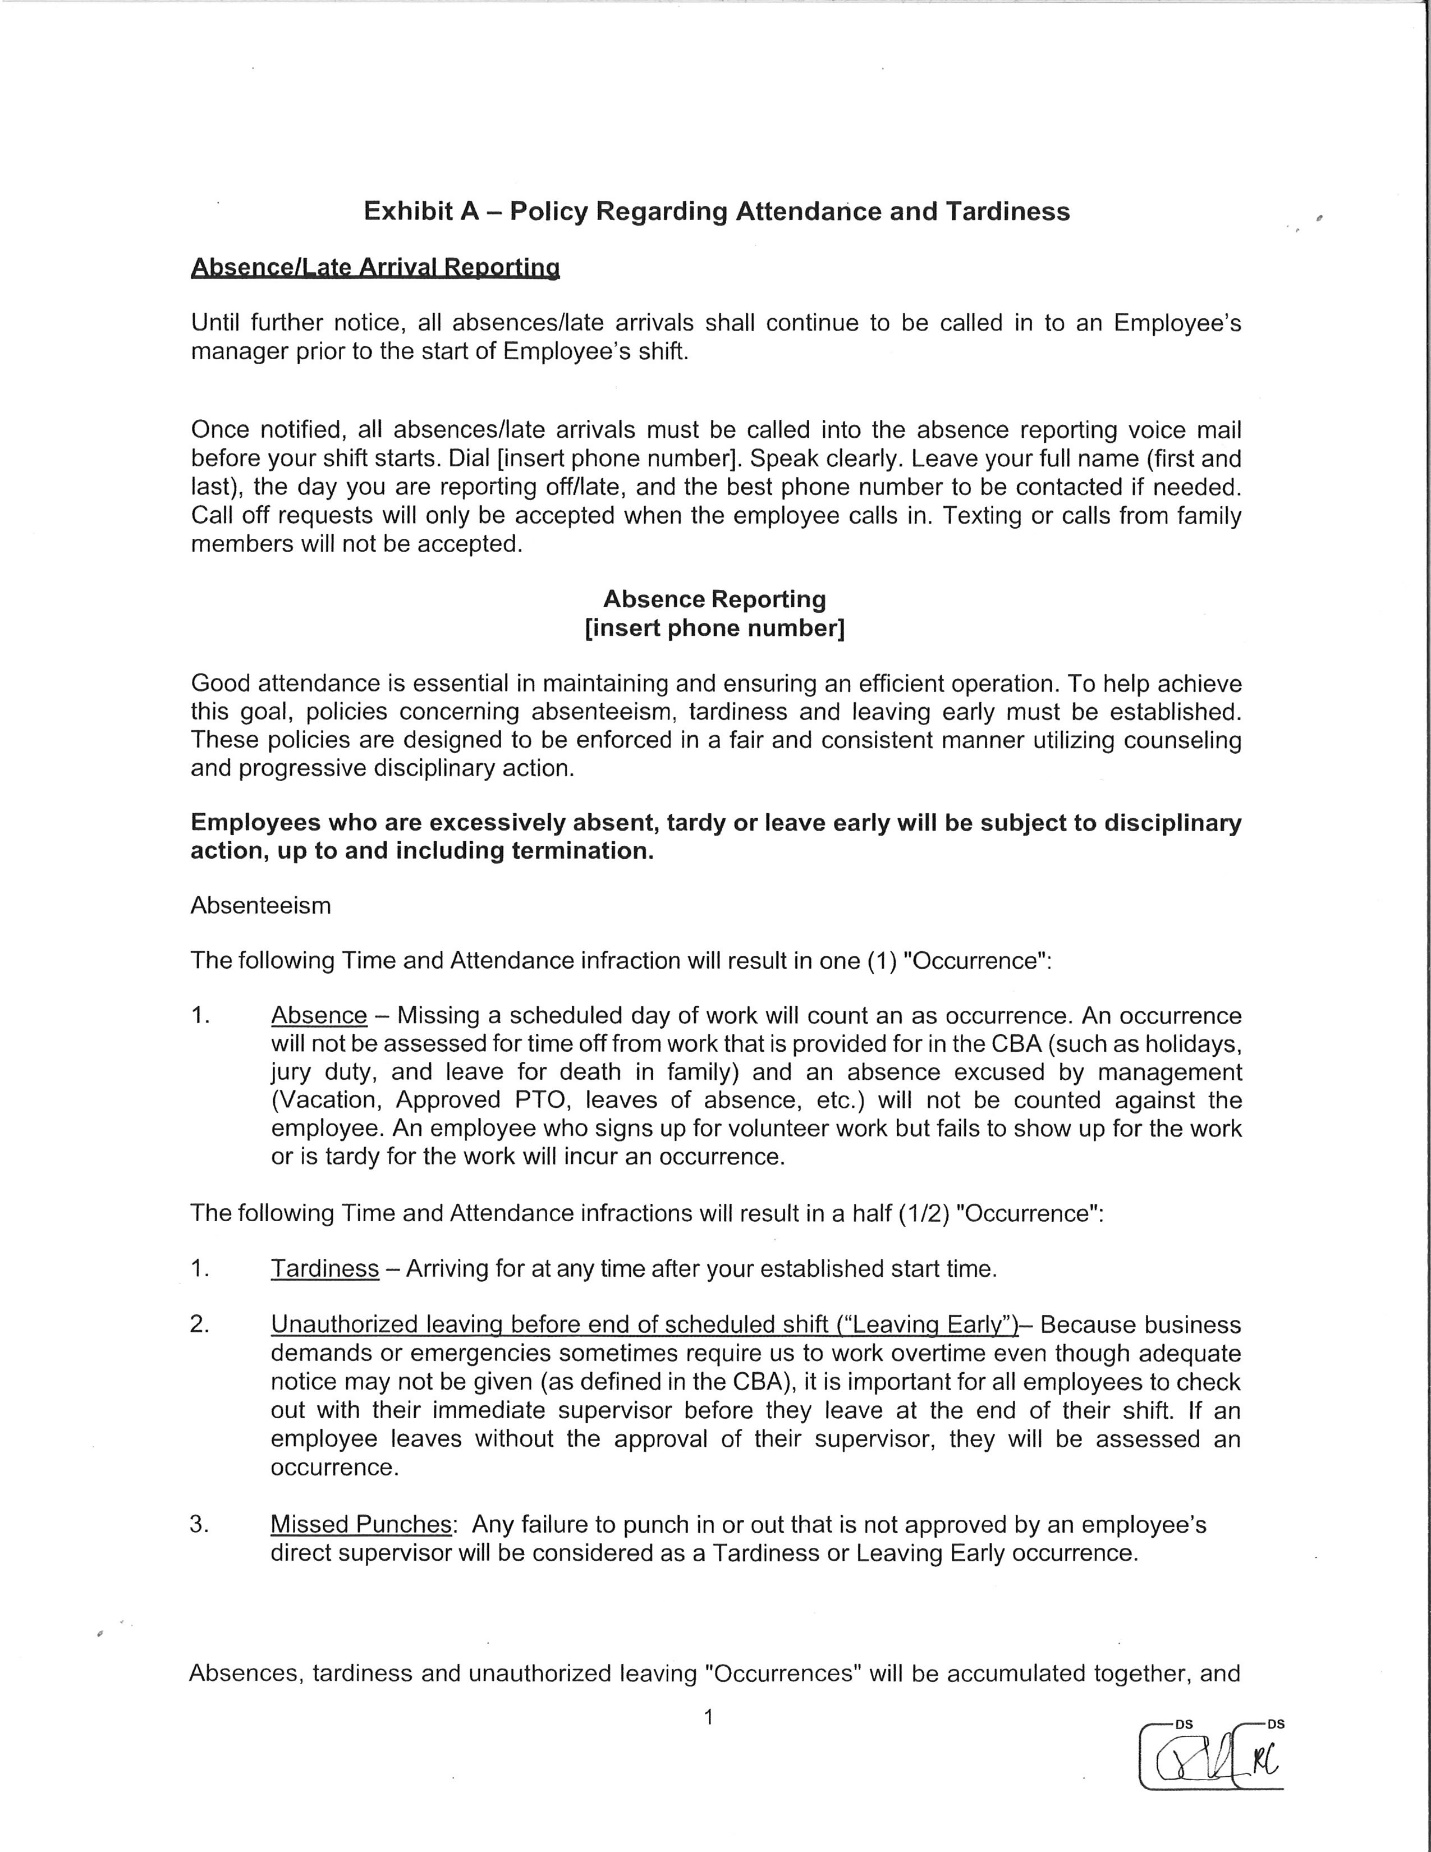 Exhibit A – Policy Regarding Attendance and Tardiness
Absence/Late Arrival Reporting
Until further notice, all absences/late arrivals shall continue to be called in to an Employee's
manager prior to the start of Employee's shift.
Once notified, all absences/late arrivals must be called into the absence reporting voice mail
before your shift starts. Dial [insert phone number]. Speak clearly. Leave your full name (first and
last), the day you are reporting off/late, and the best phone number to be contacted if needed.
Call off requests will only be accepted when the employee calls in. Texting or calls from family
members will not be accepted.
Absence Reporting
[insert phone number]
Good attendance is essential in maintaining and ensuring an efficient operation. To help achieve
this goal, policies concerning absenteeism, tardiness and leaving early must be established.
These policies are designed to be enforced in a fair and consistent manner utilizing counseling
and progressive disciplinary action.
Employees who are excessively absent, tardy or leave early will be subject to disciplinary
action, up to and including termination.
Absenteeism
The following Time and Attendance infraction will result in one (1) "Occurrence":
1. Absence – Missing a scheduled day of work will count an as occurrence. An occurrence
will not be assessed for time off from work that is provided for in the CBA (such as holidays,
jury duty, and leave for death in family) and an absence excused by management
(Vacation, Approved PTO, leaves of absence, etc.) will not be counted against the
employee. An employee who signs up for volunteer work but fails to show up for the work
or is tardy for the work will incur an occurrence.
The following Time and Attendance infractions will result in a half (1/2) "Occurrence":
1. Tardiness – Arriving for at any time after your established start time.
2. Unauthorized leaving before end of scheduled shift (“Leaving Early”)– Because business
demands or emergencies sometimes require us to work overtime even though adequate
notice may not be given (as defined in the CBA), it is important for all employees to check
out with their immediate supervisor before they leave at the end of their shift. If an
employee leaves without the approval of their supervisor, they will be assessed an
occurrence.
3. Missed Punches: Any failure to punch in or out that is not approved by an employee's
direct supervisor will be considered as a Tardiness or Leaving Early occurrence.
Absences, tardiness and unauthorized leaving "Occurrences" will be accumulated together, and
1
DS DS
RC